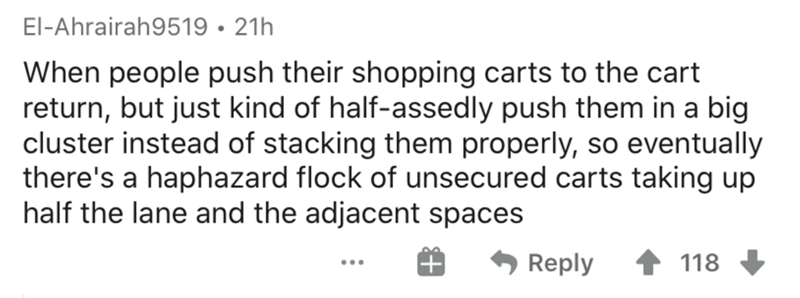 El-Ahrairah9519 • 21h
When people push their shopping carts to the cart
return, but just kind of half-assedly push them in a big
cluster instead of stacking them properly, so eventually
there's a haphazard flock of unsecured carts taking up
half the lane and the adjacent spaces
... Reply 118